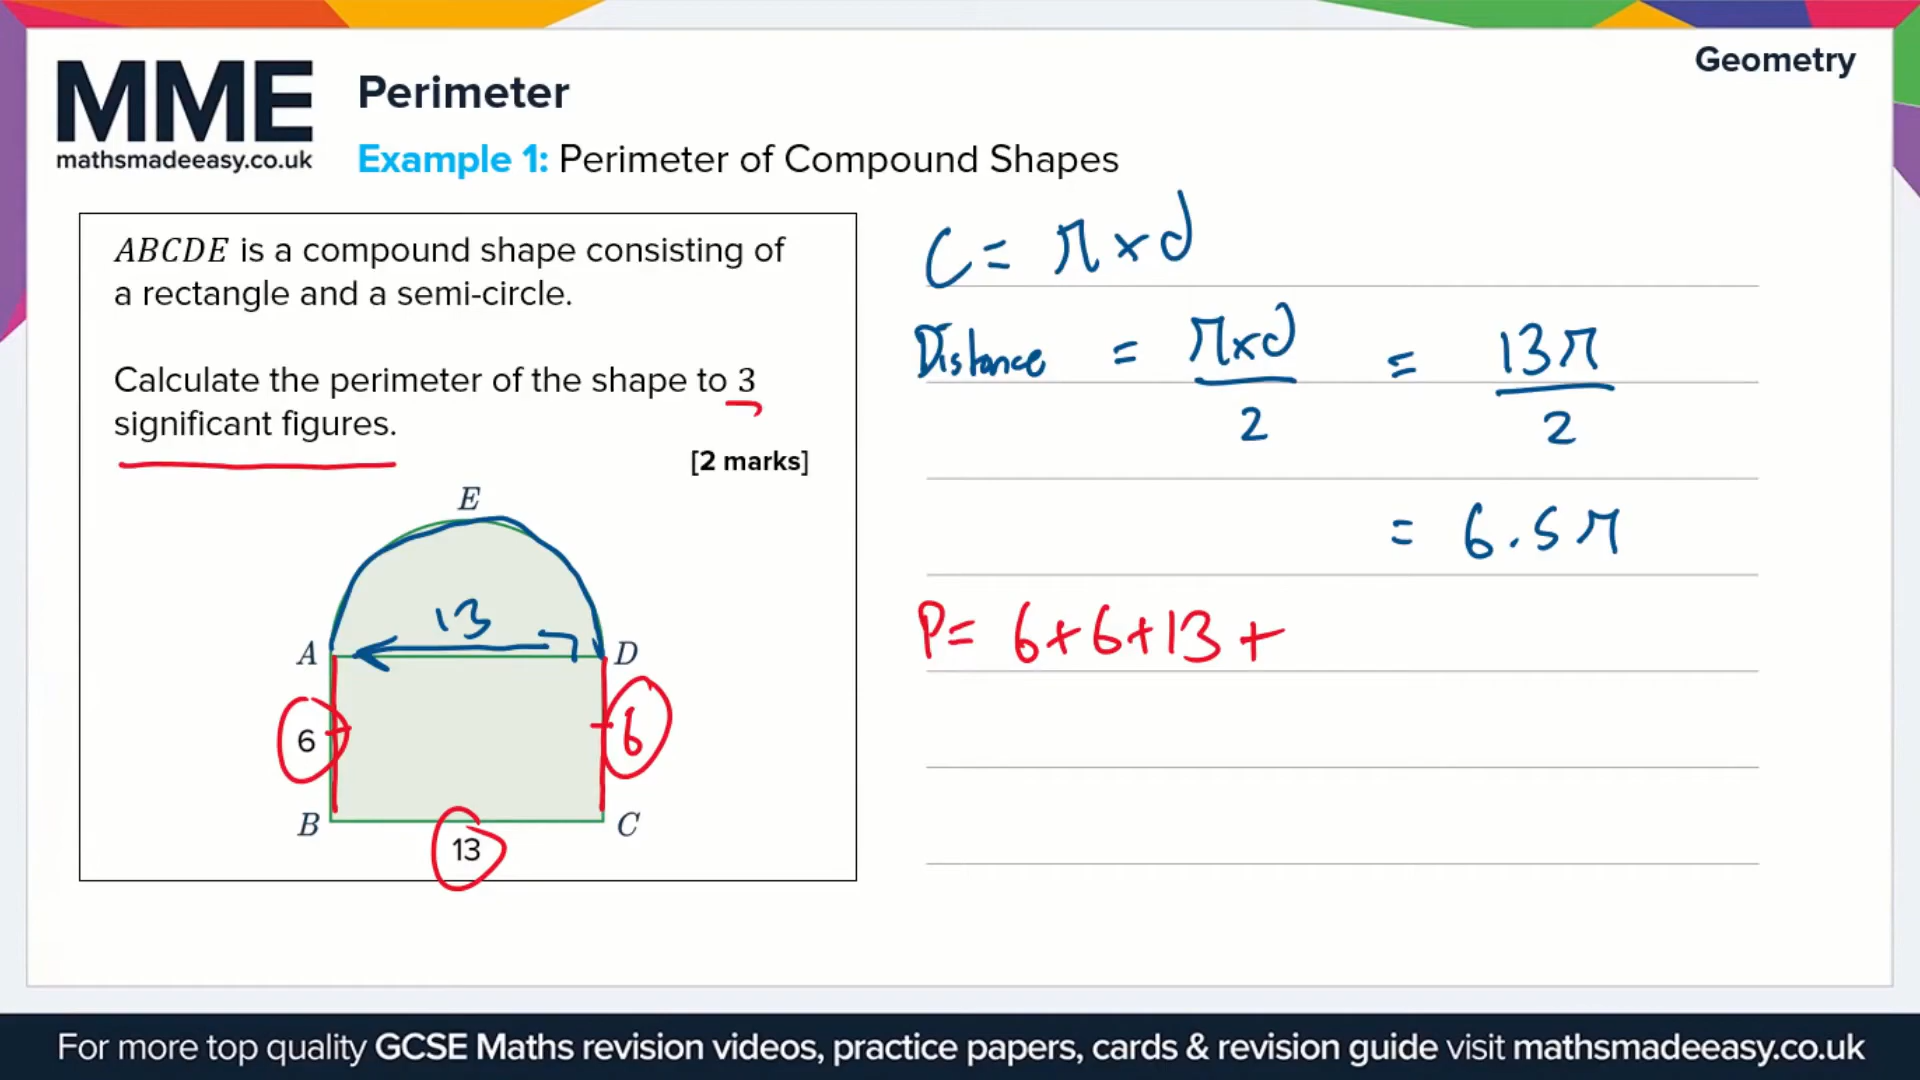 MME
mathsmadeeasy.co.uk
Perimeter
Geometry
Example 1: Perimeter of Compound Shapes
ABCDE is a compound shape consisting of
a rectangle and a semi-circle.
Calculate the perimeter of the shape to 3
significant figures.
[2 marks]
E
13
A
D
6
6
B
C
13
C = π × d
Distance = π×d / 2 = 13π / 2
= 6.5π
P = 6+6+13+
For more top quality GCSE Maths revision videos, practice papers, cards & revision guide visit mathsmadeeasy.co.uk